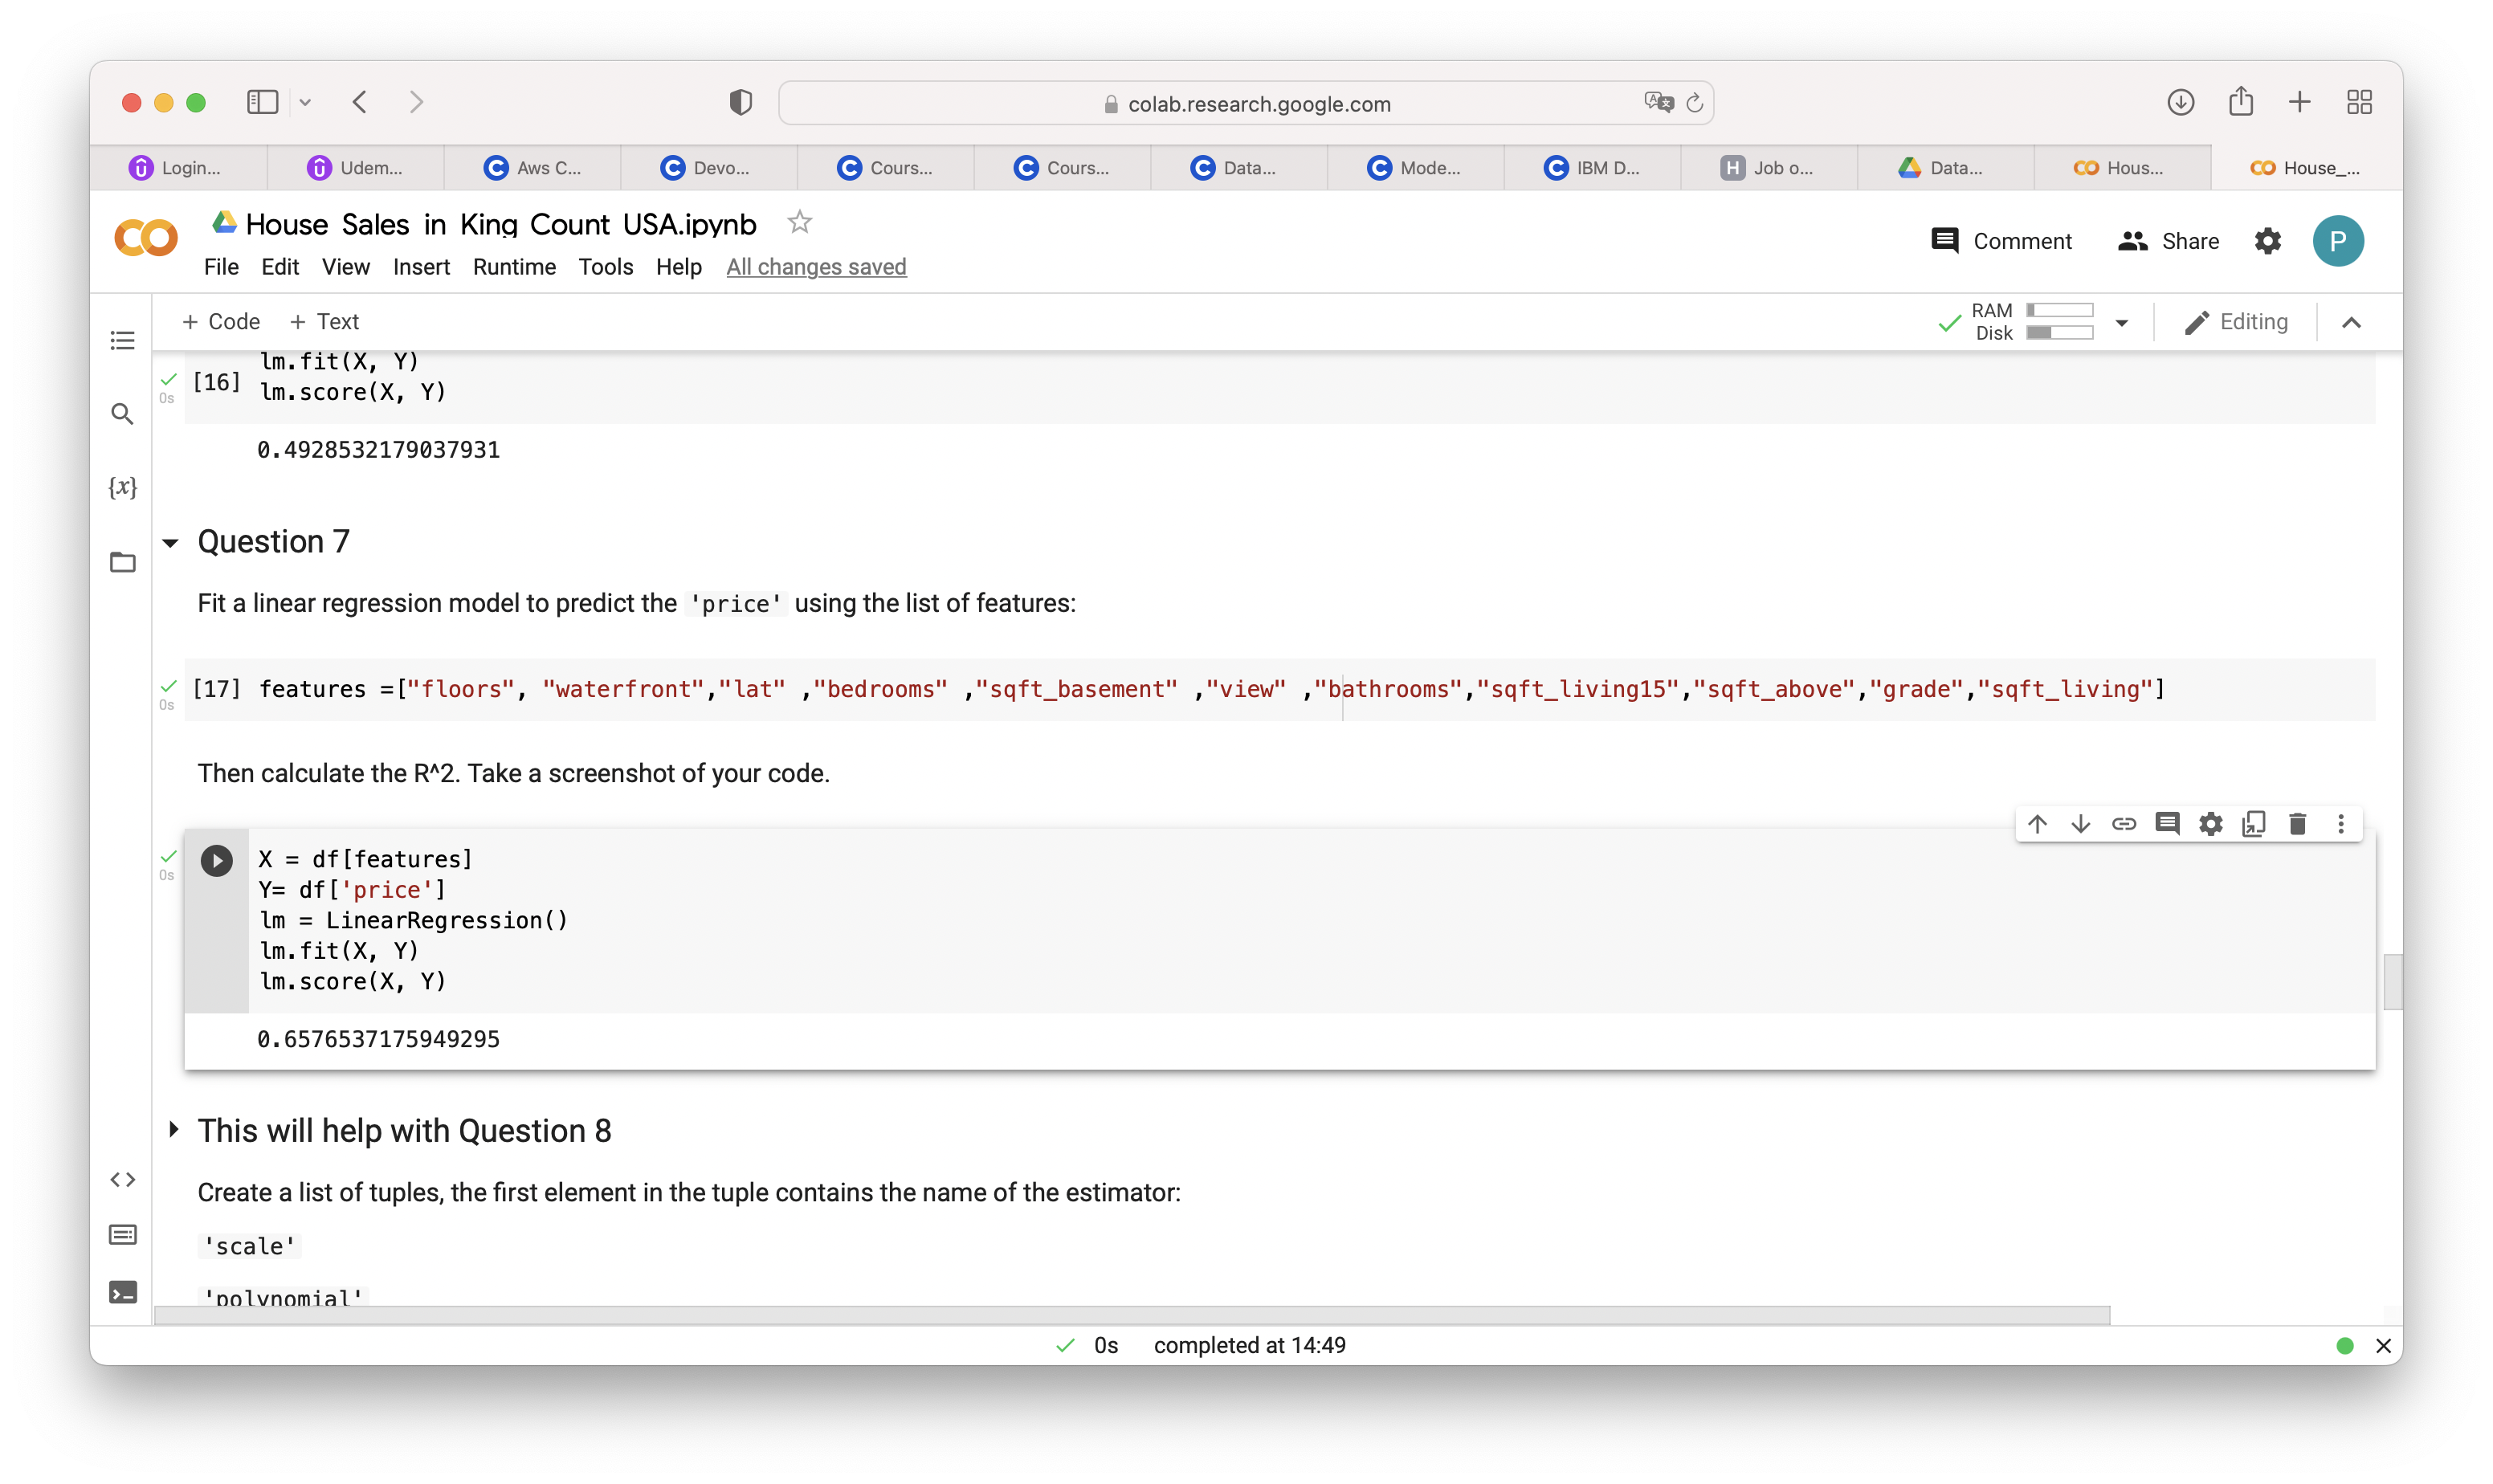 colab.research.google.com
Login...
Udem...
Aws C...
Devo...
Cours...
Cours...
Data...
Mode...
IBM D...
H Job o...
Data...
Hous...
House_...
House Sales in King Count USA.ipynb
Comment
Share
P
File Edit View Insert Runtime Tools Help All changes saved
+ Code + Text
RAM
Disk
Editing
lm.fit(X, Y)
[16]
0s
lm.score(X, Y)
0.4928532179037931
{x}
Question 7
Fit a linear regression model to predict the 'price' using the list of features:
[17] features =["floors", "waterfront","lat" ,"bedrooms" ,"sqft_basement" ,"view" ,"bathrooms","sqft_living15","sqft_above","grade","sqft_living"]
0s
Then calculate the R^2. Take a screenshot of your code.
X = df[features]
0s
Y= df['price']
lm = LinearRegression()
lm.fit(X, Y)
lm.score(X, Y)
0.6576537175949295
This will help with Question 8
Create a list of tuples, the first element in the tuple contains the name of the estimator:
'scale'
'polynomial'
0s completed at 14:49